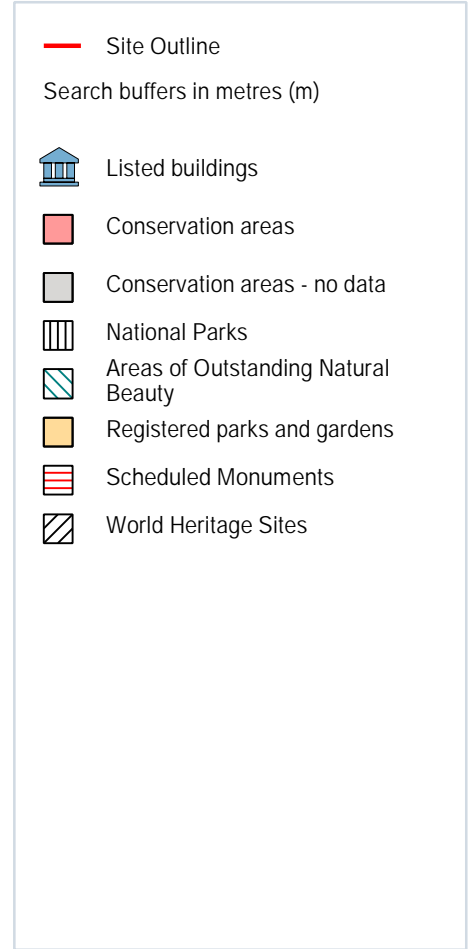 Site Outline
Search buffers in metres (m)
Listed buildings
Conservation areas
Conservation areas - no data
National Parks
Areas of Outstanding Natural
Beauty
Registered parks and gardens
Scheduled Monuments
World Heritage Sites